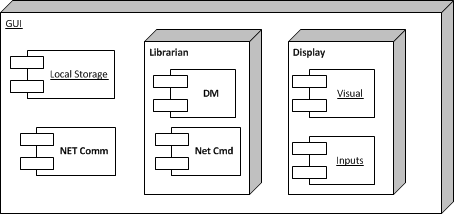 GUI
Librarian
Display
Local Storage
DM
Visual
NET Comm
Net Cmd
Inputs